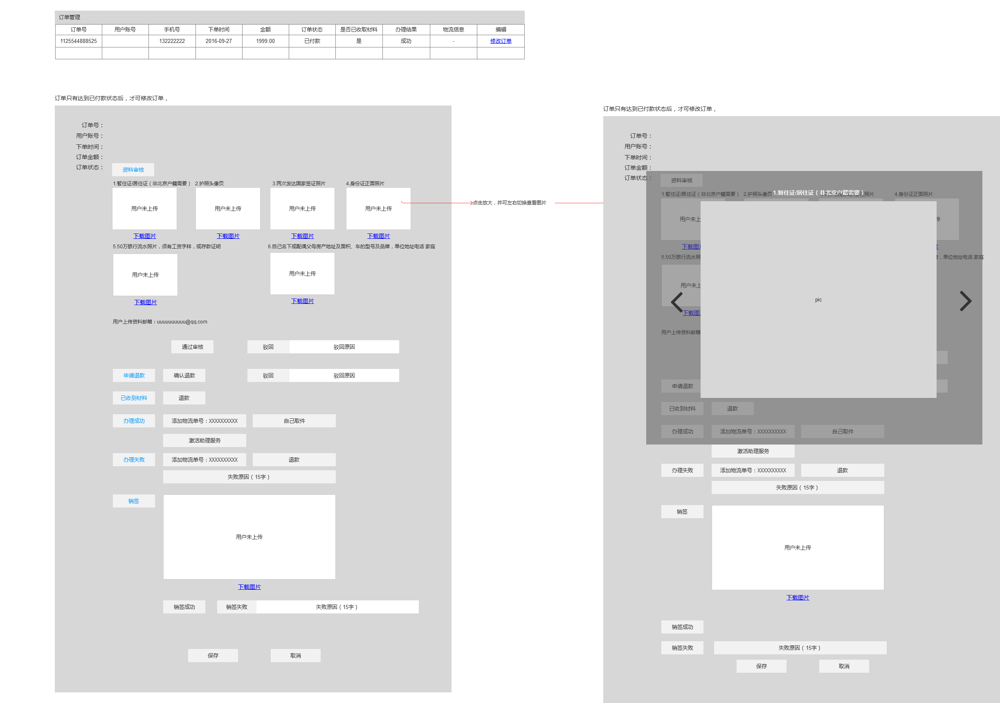 订单管理
订单号 用户账号 手机号 下单时间 金额 订单状态 是否已收取材料 办理结果 物流信息 编辑
1125544888525 132222222 2016-09-27 1999.00 已付款 是 成功 - 修改订单
订单只有达到已付款状态后，才可修改订单，
订单号：
用户账号：
下单时间：
订单金额：
订单状态： 资料审核
1.暂住证/居住证（非北京户籍需要） 2.护照头像页 3.两次发达国家签证照片 4.身份证正面照片
用户未上传 用户未上传 用户未上传 用户未上传
下载图片 下载图片 下载图片 下载图片
5.50万银行流水照片，须有工资字样，或存款证明 6.自己名下或配偶父母房产地址及面积、车的型号及品牌，单位地址电话 家庭
用户未上传 用户未上传
下载图片 下载图片
用户上传资料邮箱：uuuuuuuuuu@qq.com
通过审核 驳回 驳回原因
申请退款 确认退款 驳回 驳回原因
已收到材料 退款
办理成功 添加物流单号：XXXXXXXXXX 自己取件
激活助理服务
办理失败 添加物流单号：XXXXXXXXXX 退款
失败原因（15字）
销签
用户未上传
下载图片
销签成功 销签失败 失败原因（15字）
保存 取消
点击放大，并可左右切换查看图片
订单只有达到已付款状态后，才可修改订单，
订单号：
用户账号：
下单时间：
订单金额：
订单状态： 资料审核
1.暂住证/居住证（非北京户籍需要）
1.暂住证/居住证（非北京户籍需要） 2.护照头像页 签证照片 4.身份证正面照片
用户未上 传
下载图
5.50万银行流水照 ，单位地址电话 家庭
用户未上
pic
下载图
用户上传资料邮箱
申请退款
已收到材料 退款
办理成功 添加物流单号：XXXXXXXXXX 自己取件
激活助理服务
办理失败 添加物流单号：XXXXXXXXXX 退款
失败原因（15字）
销签
用户未上传
下载图片
销签成功
销签失败 失败原因（15字）
保存 取消